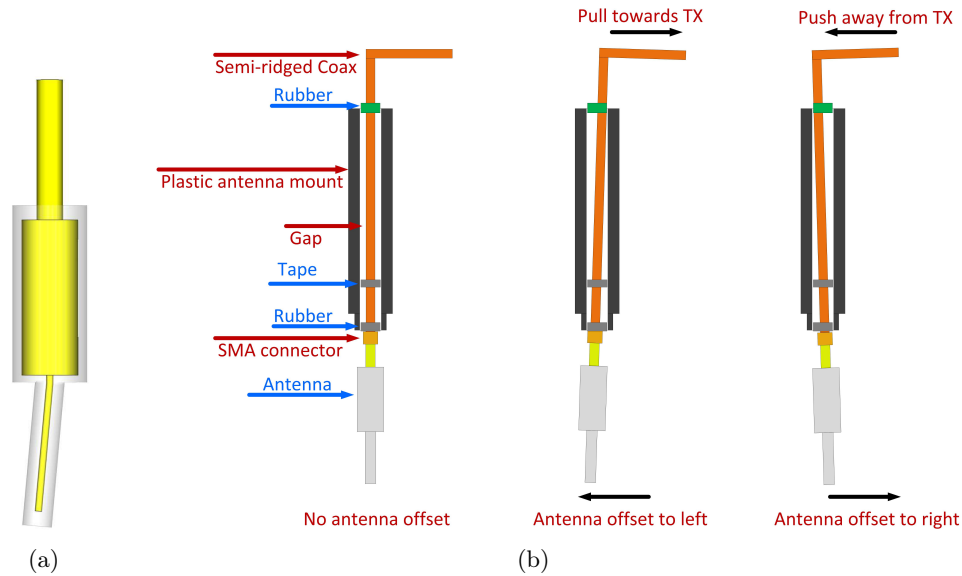 Pull towards TX
Push away from TX
Semi-ridged Coax
Rubber
Plastic antenna mount
Gap
Tape
Rubber
SMA connector
Antenna
No antenna offset
Antenna offset to left
Antenna offset to right
(a)
(b)